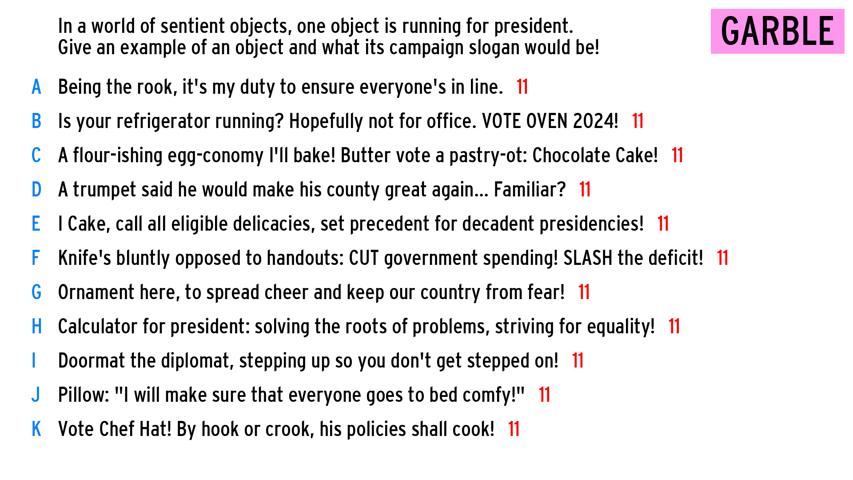 In a world of sentient objects, one object is running for president.
Give an example of an object and what its campaign slogan would be!
GARBLE
A Being the rook, it's my duty to ensure everyone's in line. 11
B Is your refrigerator running? Hopefully not for office. VOTE OVEN 2024! 11
C A flour-ishing egg-conomy I'll bake! Butter vote a pastry-ot: Chocolate Cake! 11
D A trumpet said he would make his county great again... Familiar? 11
E I Cake, call all eligible delicacies, set precedent for decadent presidencies! 11
F Knife's bluntly opposed to handouts: CUT government spending! SLASH the deficit! 11
G Ornament here, to spread cheer and keep our country from fear! 11
H Calculator for president: solving the roots of problems, striving for equality! 11
I Doormat the diplomat, stepping up so you don't get stepped on! 11
J Pillow: "I will make sure that everyone goes to bed comfy!" 11
K Vote Chef Hat! By hook or crook, his policies shall cook! 11